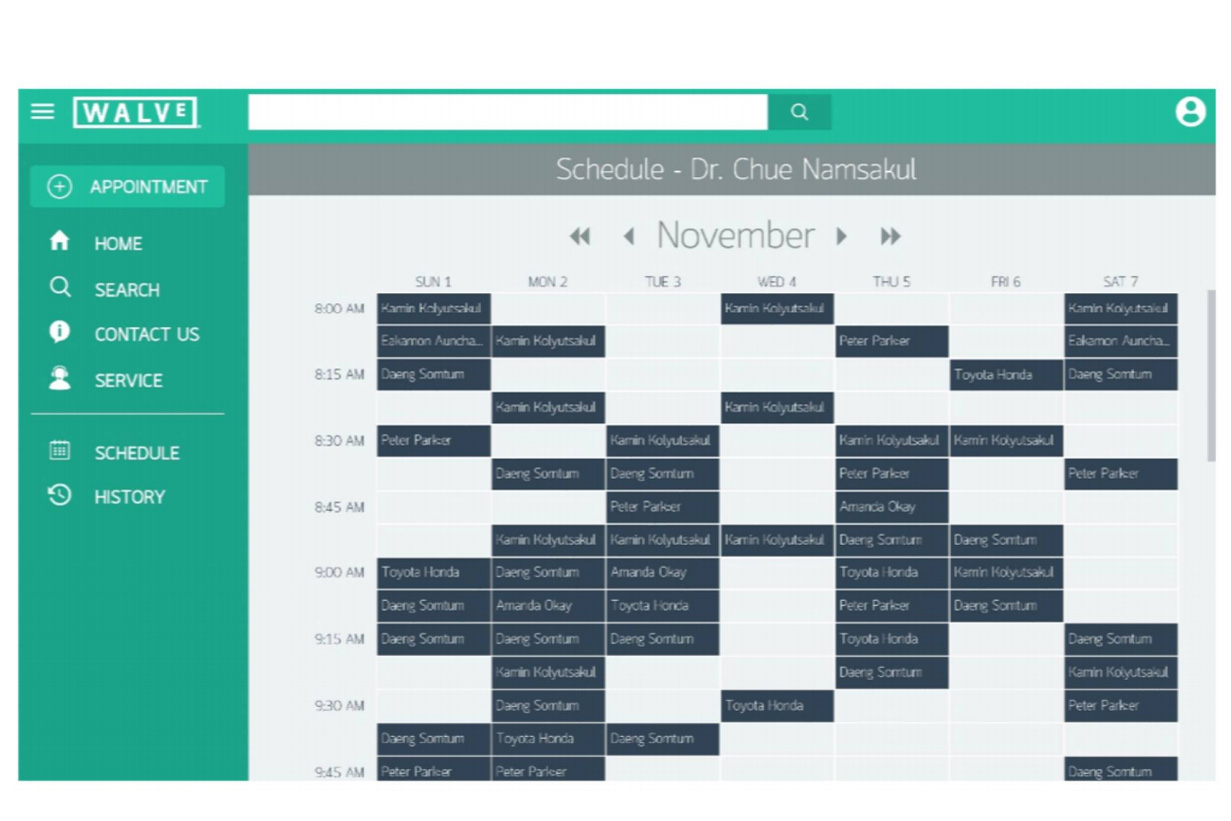 WALVE
APPOINTMENT
HOME
SEARCH
CONTACT US
SERVICE
SCHEDULE
HISTORY
Schedule - Dr. Chue Namsakul
November
SUN 1 MON 2 TUE 3 WED 4 THU 5 FRI 6 SAT 7
8:00 AM Kamin Kolyutsakul Kamin Kolyutsakul Kamin Kolyutsakul
Eakamon Auncha... Kamin Kolyutsakul Peter Parker Eakamon Auncha...
8:15 AM Daeng Somtum Toyota Honda Daeng Somtum
Kamin Kolyutsakul Kamin Kolyutsakul
8:30 AM Peter Parker Kamin Kolyutsakul Kamin Kolyutsakul Kamin Kolyutsakul
Daeng Somtum Daeng Somtum Peter Parker Peter Parker
8:45 AM Peter Parker Amanda Okay
Kamin Kolyutsakul Kamin Kolyutsakul Kamin Kolyutsakul Daeng Somtum Daeng Somtum
9:00 AM Toyota Honda Daeng Somtum Amanda Okay Toyota Honda Kamin Kolyutsakul
Daeng Somtum Amanda Okay Toyota Honda Peter Parker Daeng Somtum
9:15 AM Daeng Somtum Daeng Somtum Daeng Somtum Toyota Honda Daeng Somtum
Kamin Kolyutsakul Daeng Somtum Kamin Kolyutsakul
9:30 AM Daeng Somtum Toyota Honda Peter Parker
Daeng Somtum Toyota Honda Daeng Somtum
9:45 AM Peter Parker Peter Parker Daeng Somtum